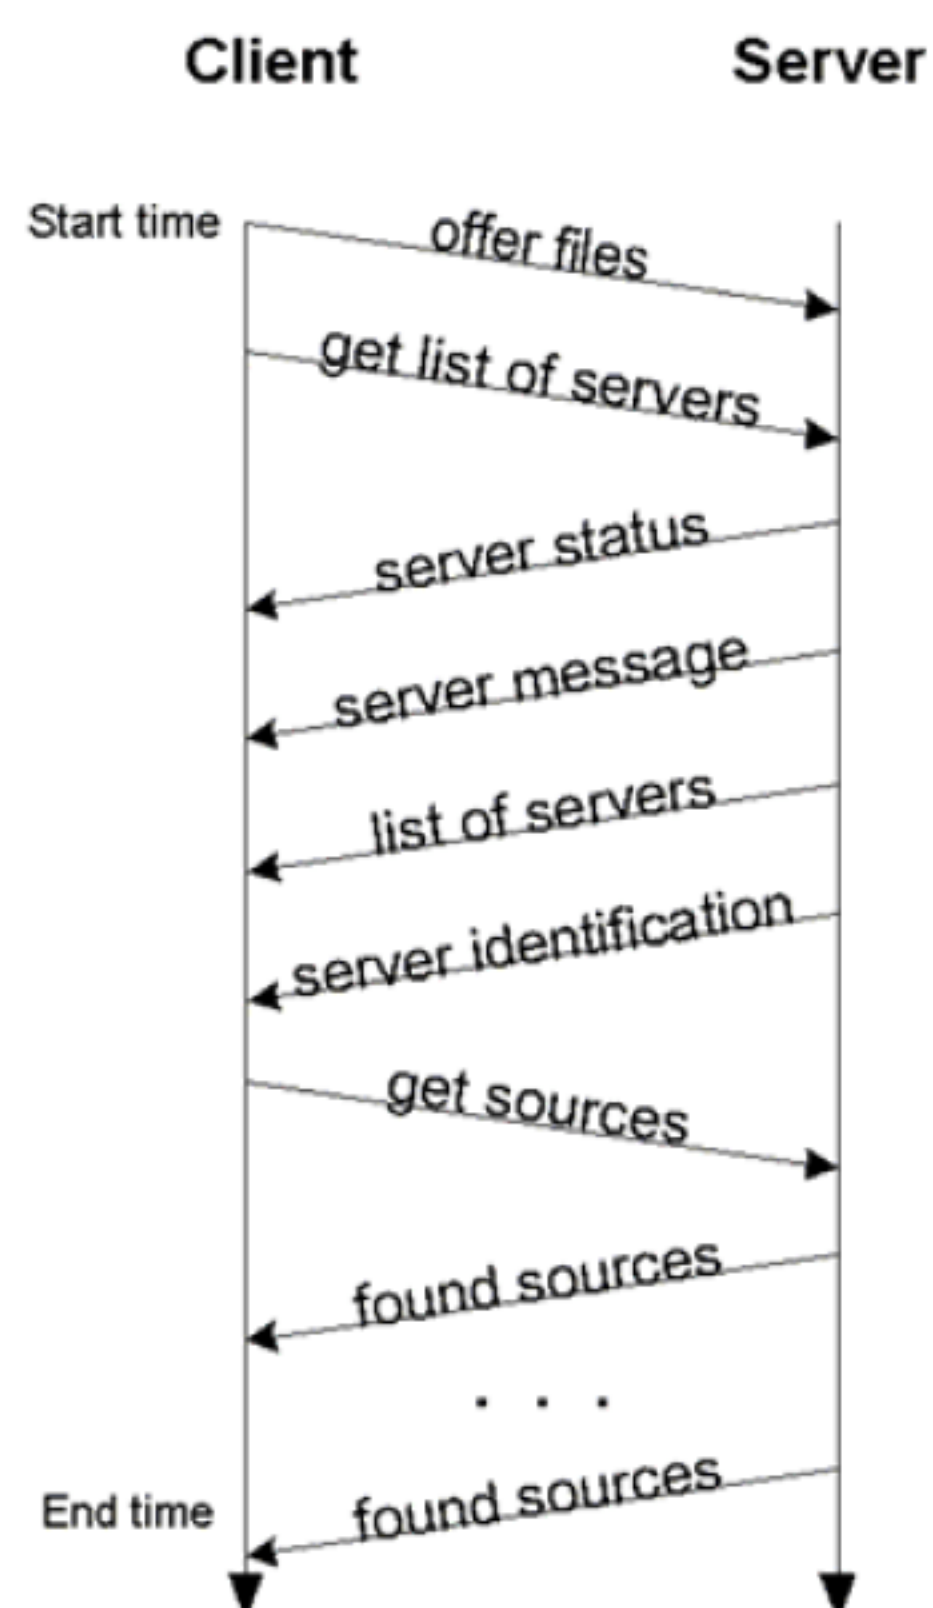 Client Server
Start time
offer files
get list of servers
server status
server message
list of servers
server identification
get sources
found sources
. . .
found sources
End time